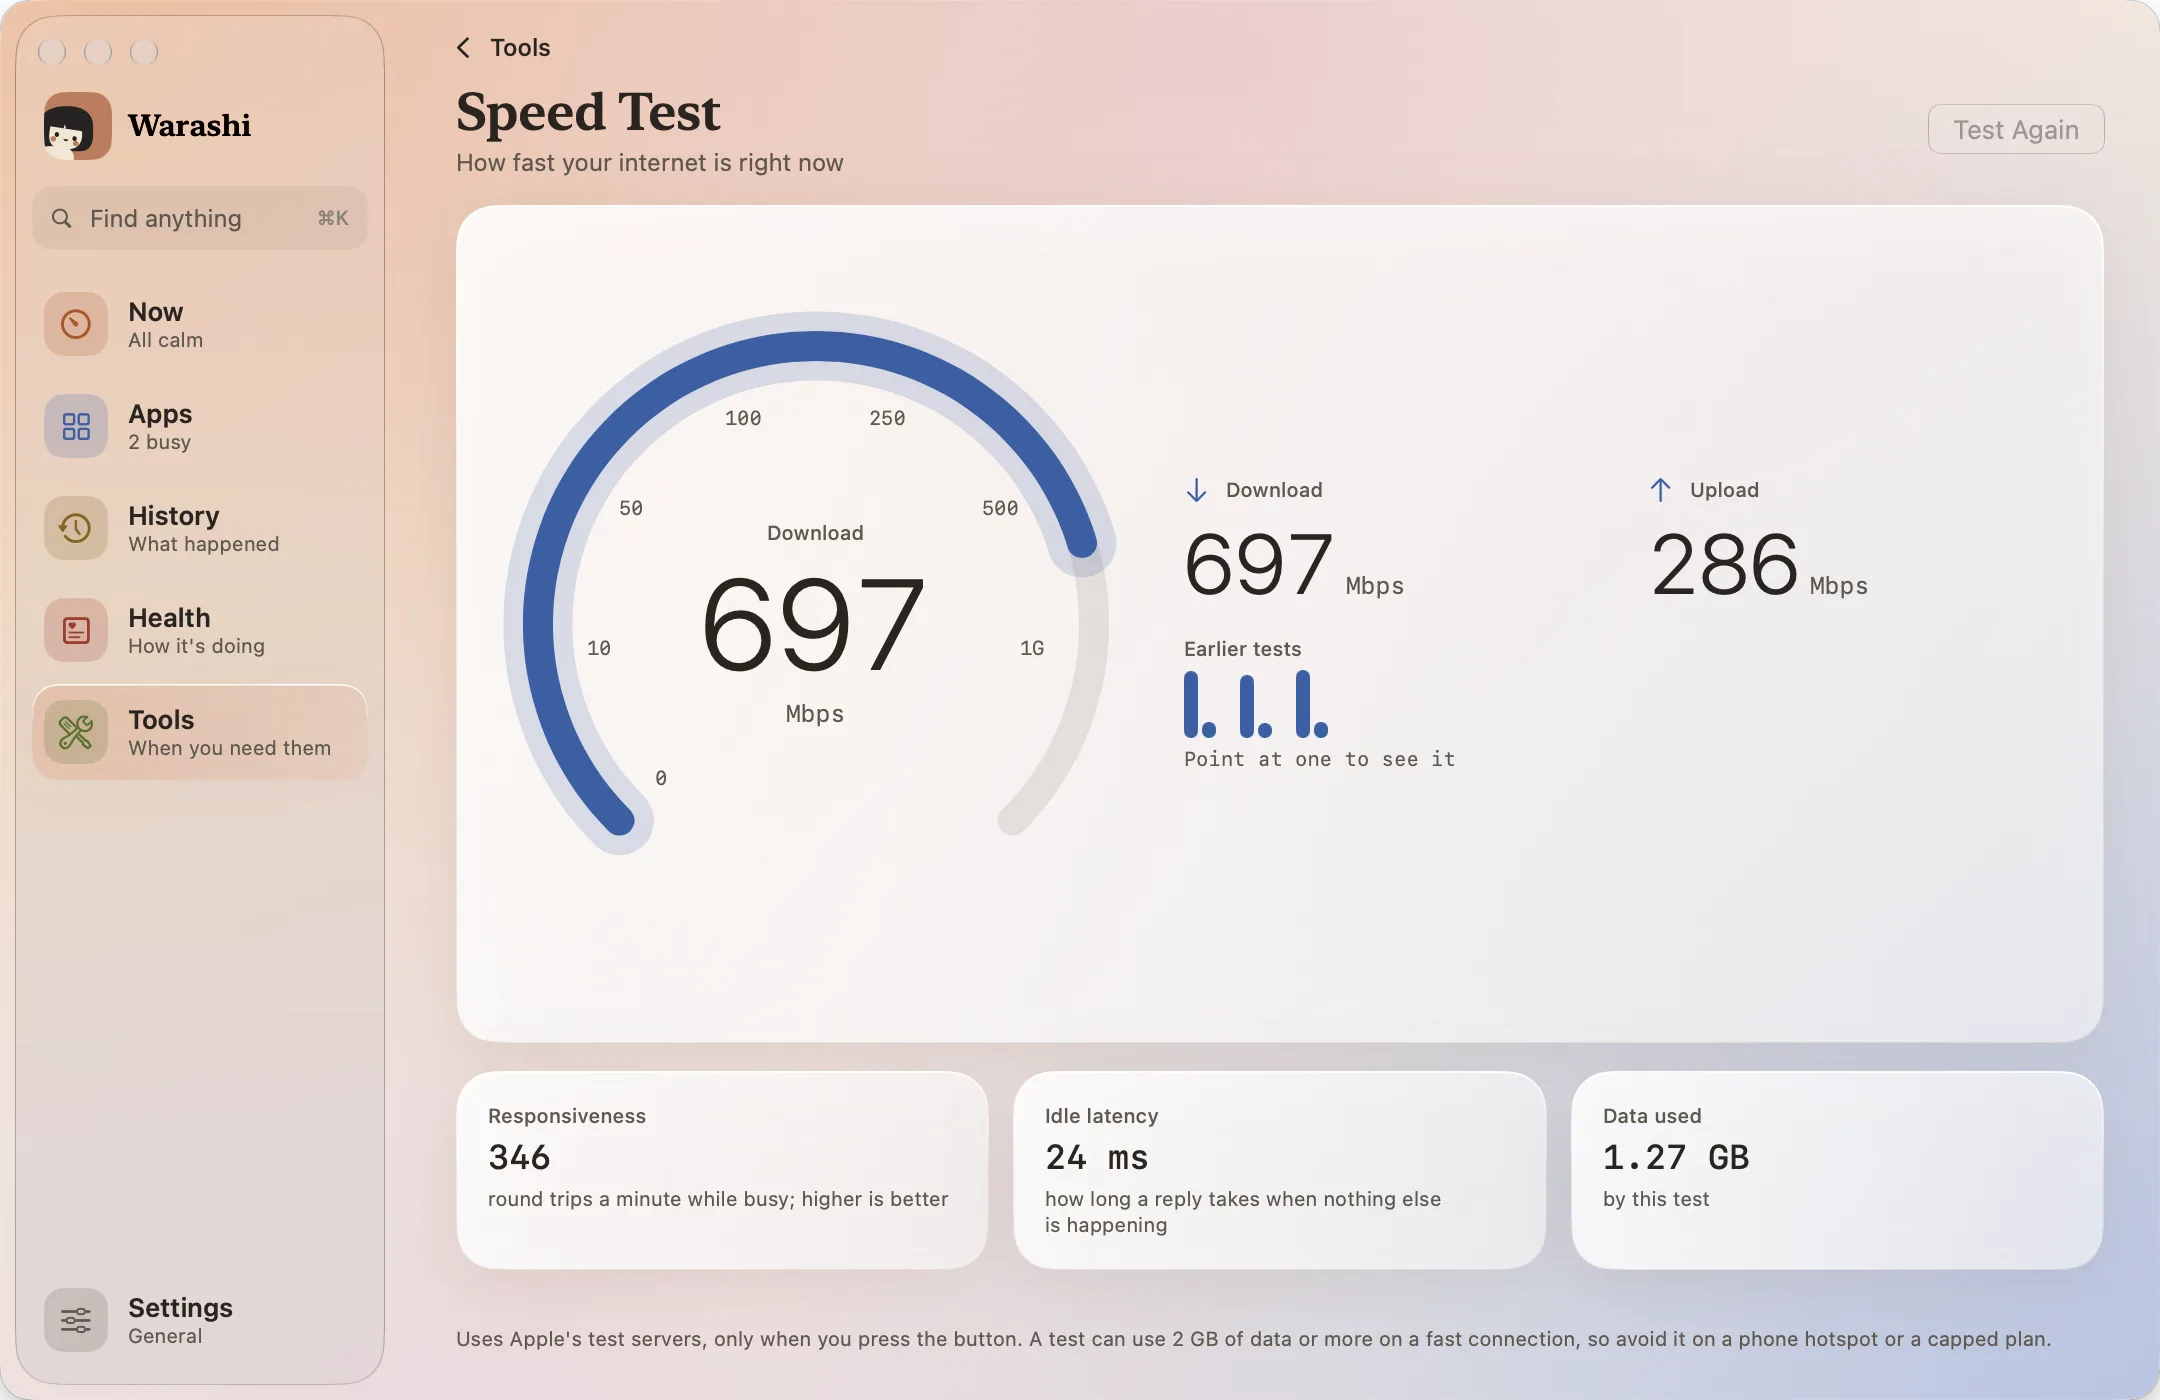 Warashi
Find anything ⌘K
Now
All calm
Apps
2 busy
History
What happened
Health
How it's doing
Tools
When you need them
Settings
General
Tools
Speed Test
How fast your internet is right now
Test Again
100
250
50
500
10
1G
0
Download
697
Mbps
Download
697 Mbps
Upload
286 Mbps
Earlier tests
Point at one to see it
Responsiveness
346
round trips a minute while busy; higher is better
Idle latency
24 ms
how long a reply takes when nothing else
is happening
Data used
1.27 GB
by this test
Uses Apple's test servers, only when you press the button. A test can use 2 GB of data or more on a fast connection, so avoid it on a phone hotspot or a capped plan.